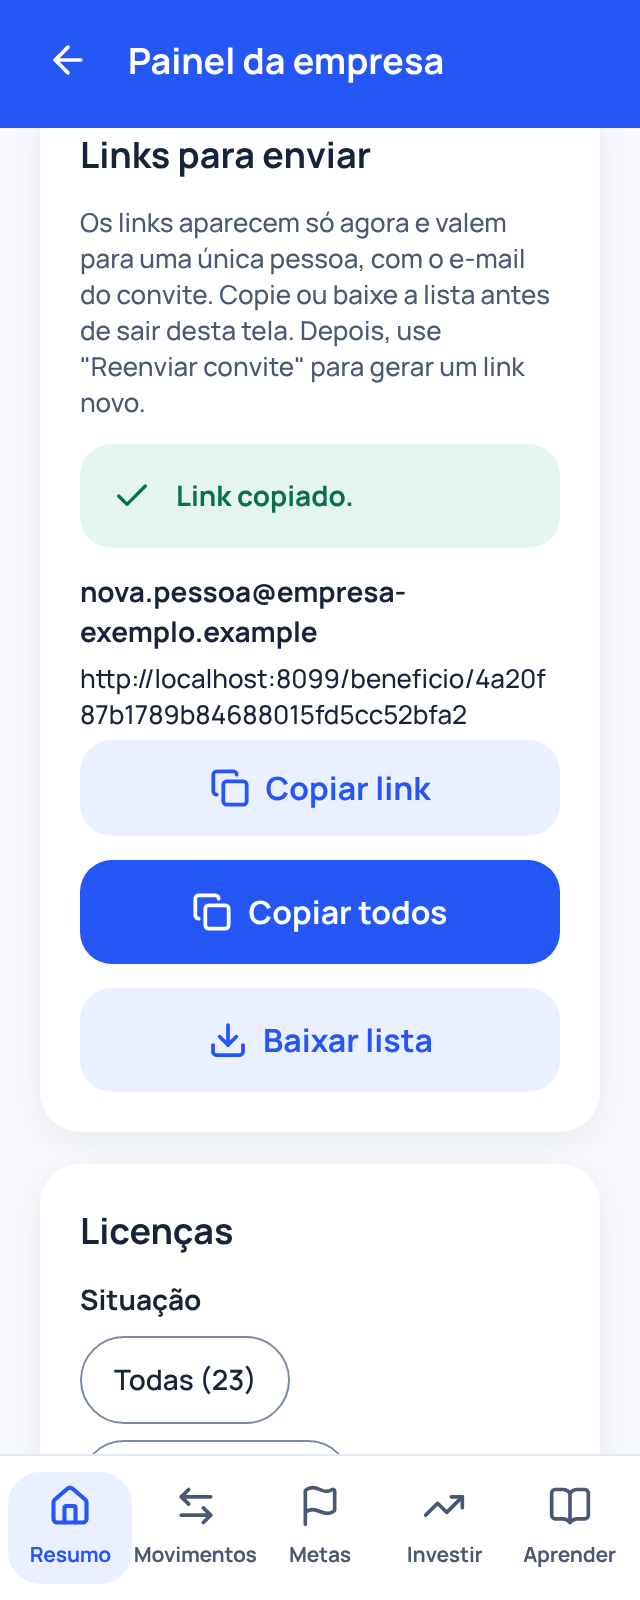 Painel da empresa
Links para enviar
Os links aparecem só agora e valem
para uma única pessoa, com o e-mail
do convite. Copie ou baixe a lista antes
de sair desta tela. Depois, use
"Reenviar convite" para gerar um link
novo.
Link copiado.
nova.pessoa@empresa-
exemplo.example
http://localhost:8099/beneficio/4a20f
87b1789b84688015fd5cc52bfa2
Copiar link
Copiar todos
Baixar lista
Licenças
Situação
Todas (23)
Resumo
Movimentos
Metas
Investir
Aprender